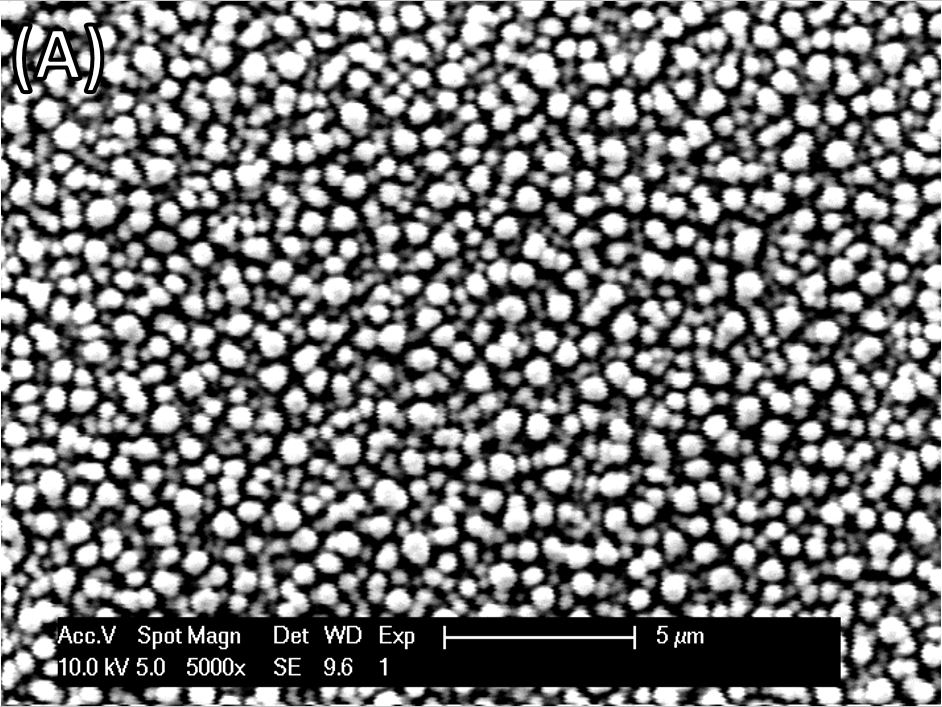 (A)
Acc.V Spot Magn Det WD Exp 5 µm
10.0 kV 5.0 5000x SE 9.6 1